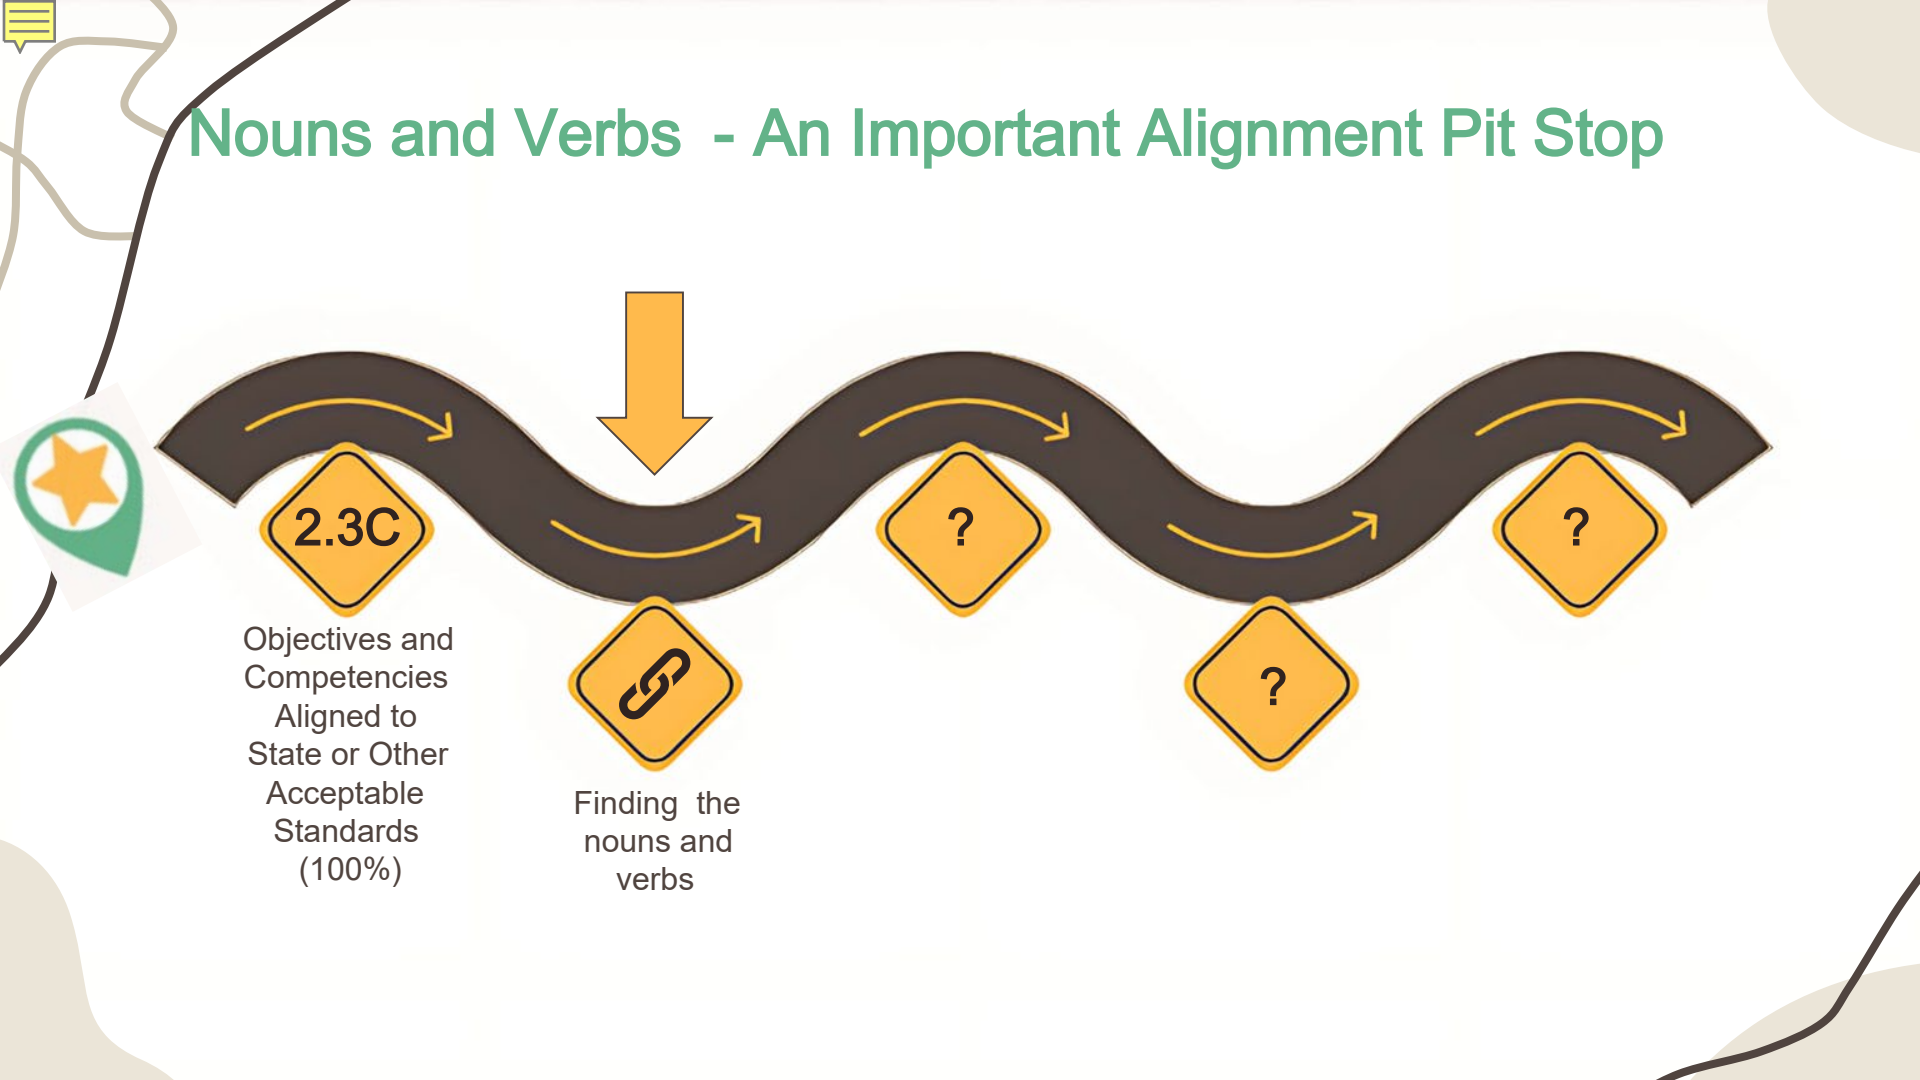 Nouns and Verbs  - An Important Alignment Pit Stop
2.3C
?
?
?
Objectives and
Competencies
Aligned to
State or Other
Acceptable
Standards
(100%)
Finding  the
nouns and
verbs